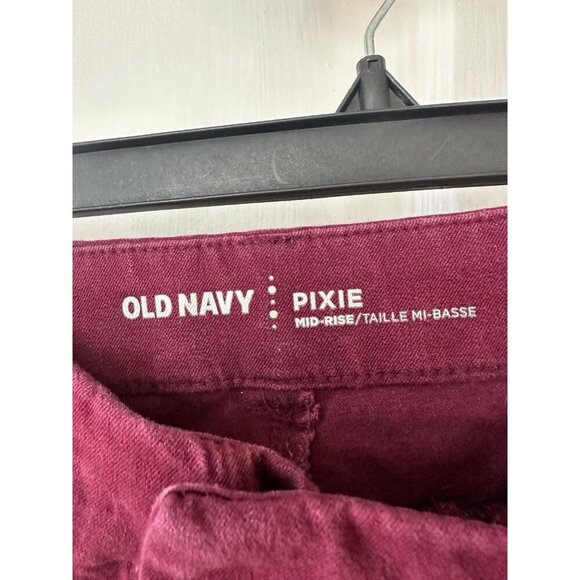 OLD NAVY
PIXIE
MID-RISE/TAILLE MI-BASSE